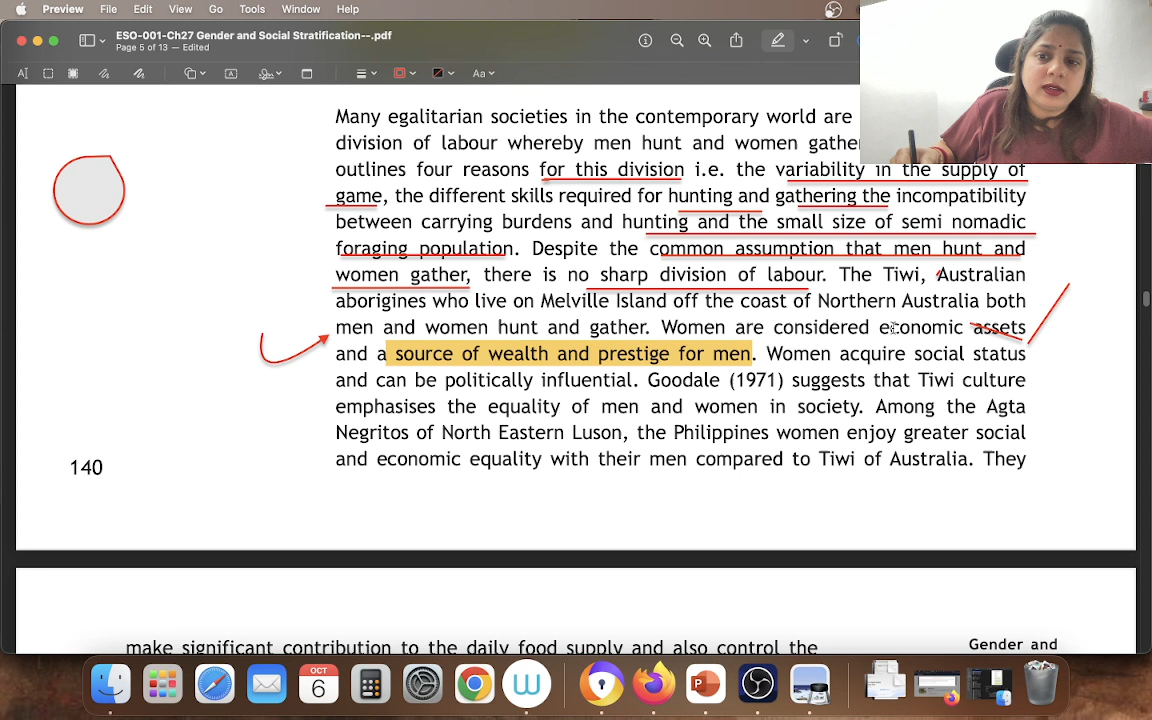 Preview File Edit View Go Tools Window Help
ESO-001-Ch27 Gender and Social Stratification--.pdf
Page 5 of 13 — Edited
Many egalitarian societies in the contemporary world are
division of labour whereby men hunt and women gather
outlines four reasons for this division i.e. the variability in the supply of
game, the different skills required for hunting and gathering the incompatibility
between carrying burdens and hunting and the small size of semi nomadic
foraging population. Despite the common assumption that men hunt and
women gather, there is no sharp division of labour. The Tiwi, Australian
aborigines who live on Melville Island off the coast of Northern Australia both
men and women hunt and gather. Women are considered economic assets
and a source of wealth and prestige for men. Women acquire social status
and can be politically influential. Goodale (1971) suggests that Tiwi culture
emphasises the equality of men and women in society. Among the Agta
Negritos of North Eastern Luson, the Philippines women enjoy greater social
and economic equality with their men compared to Tiwi of Australia. They
140
make significant contribution to the daily food supply and also control the
Gender and
OCT
6